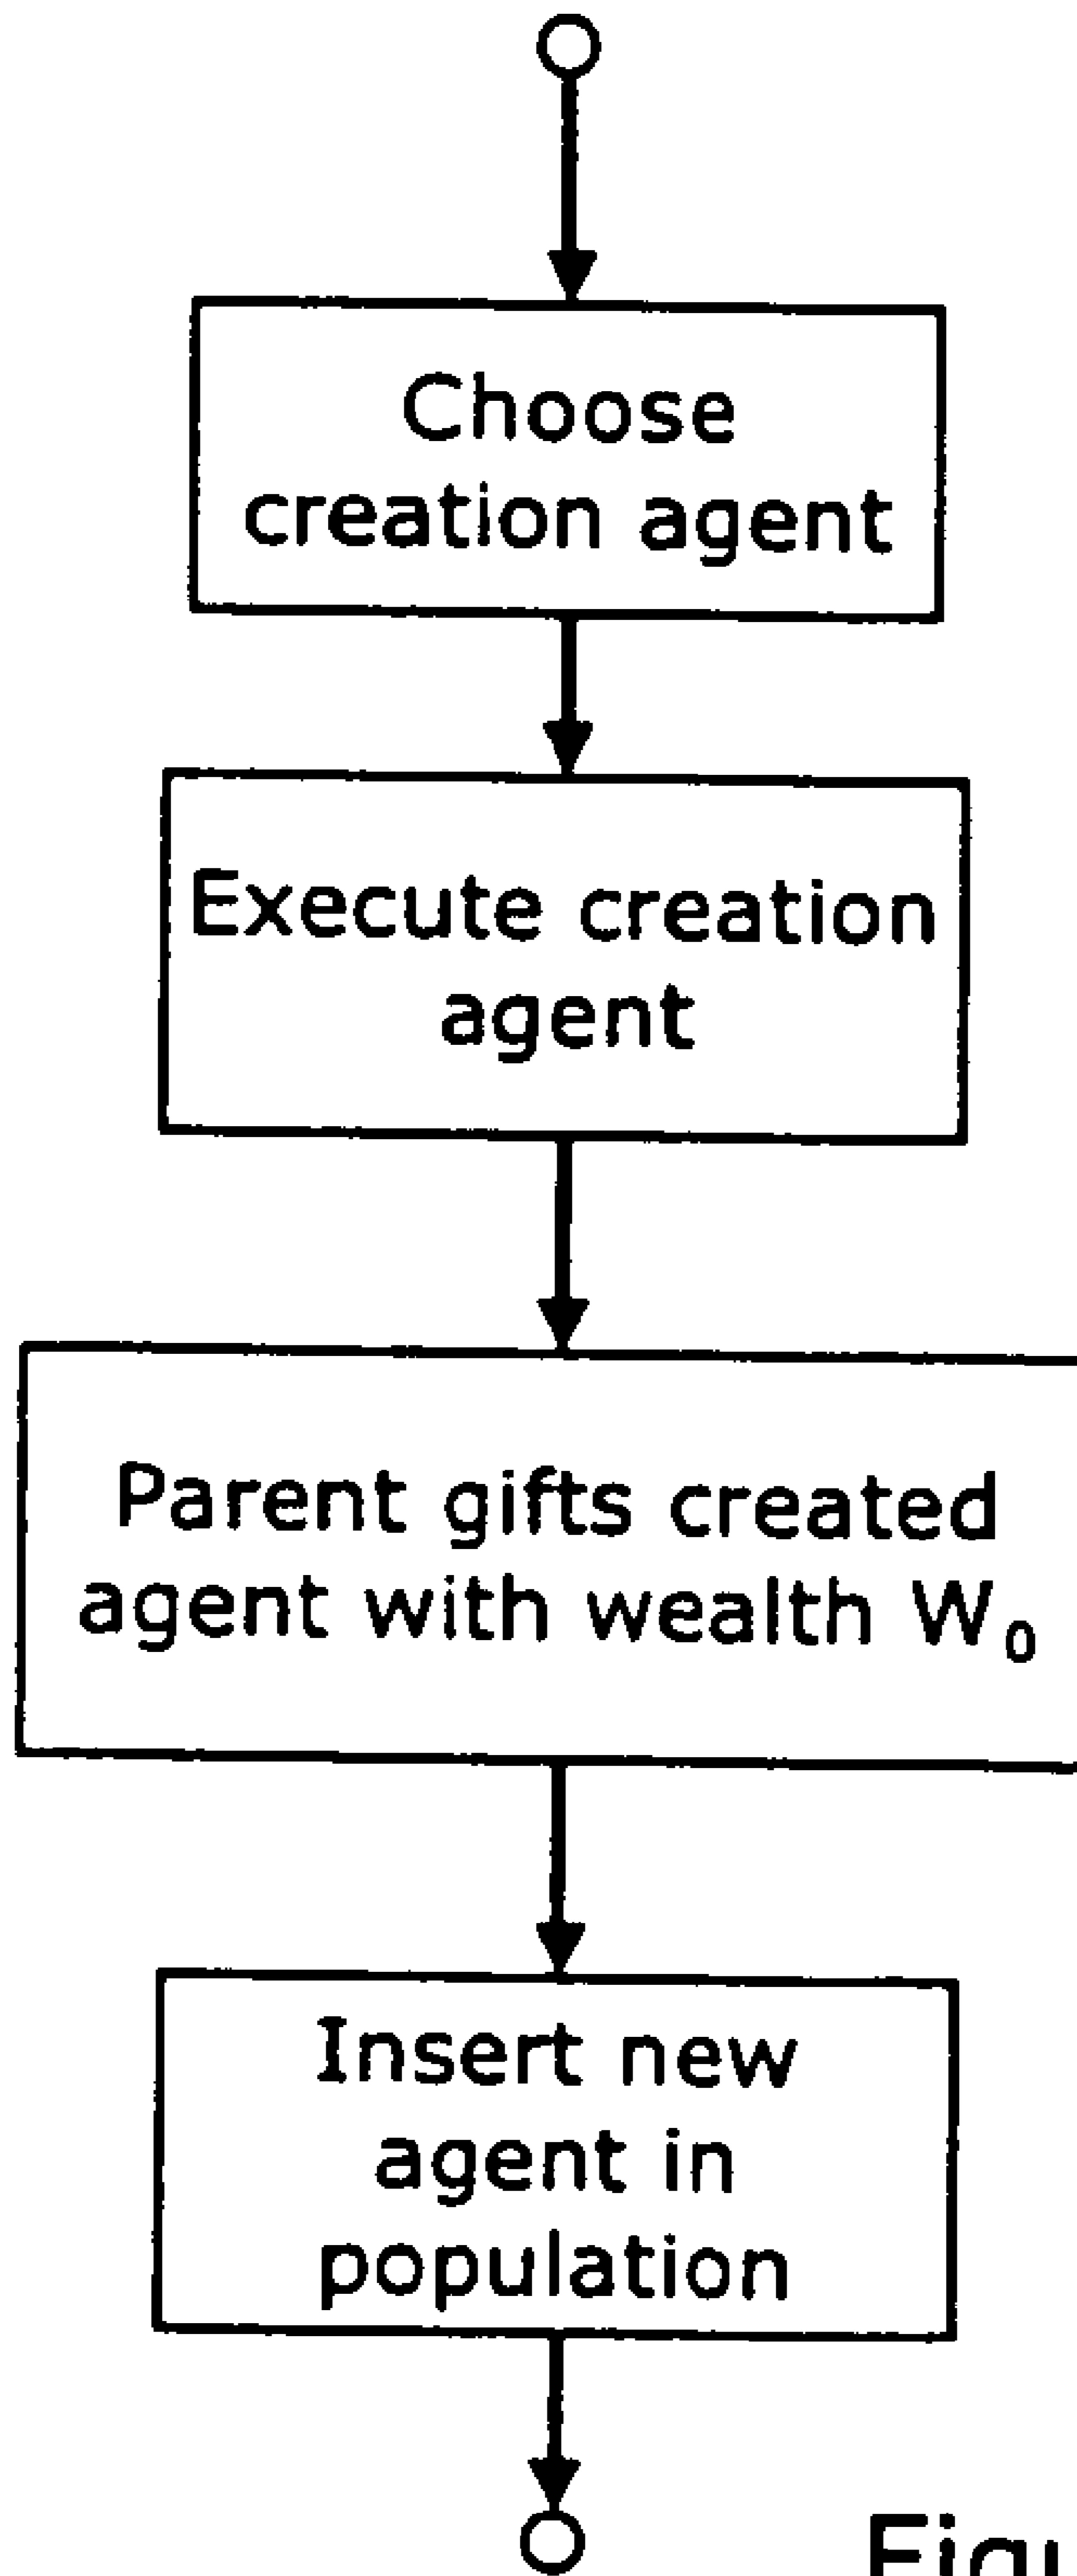 Choose
creation agent
Execute creation
agent
Parent gifts created
agent with wealth W₀
Insert new
agent in
population